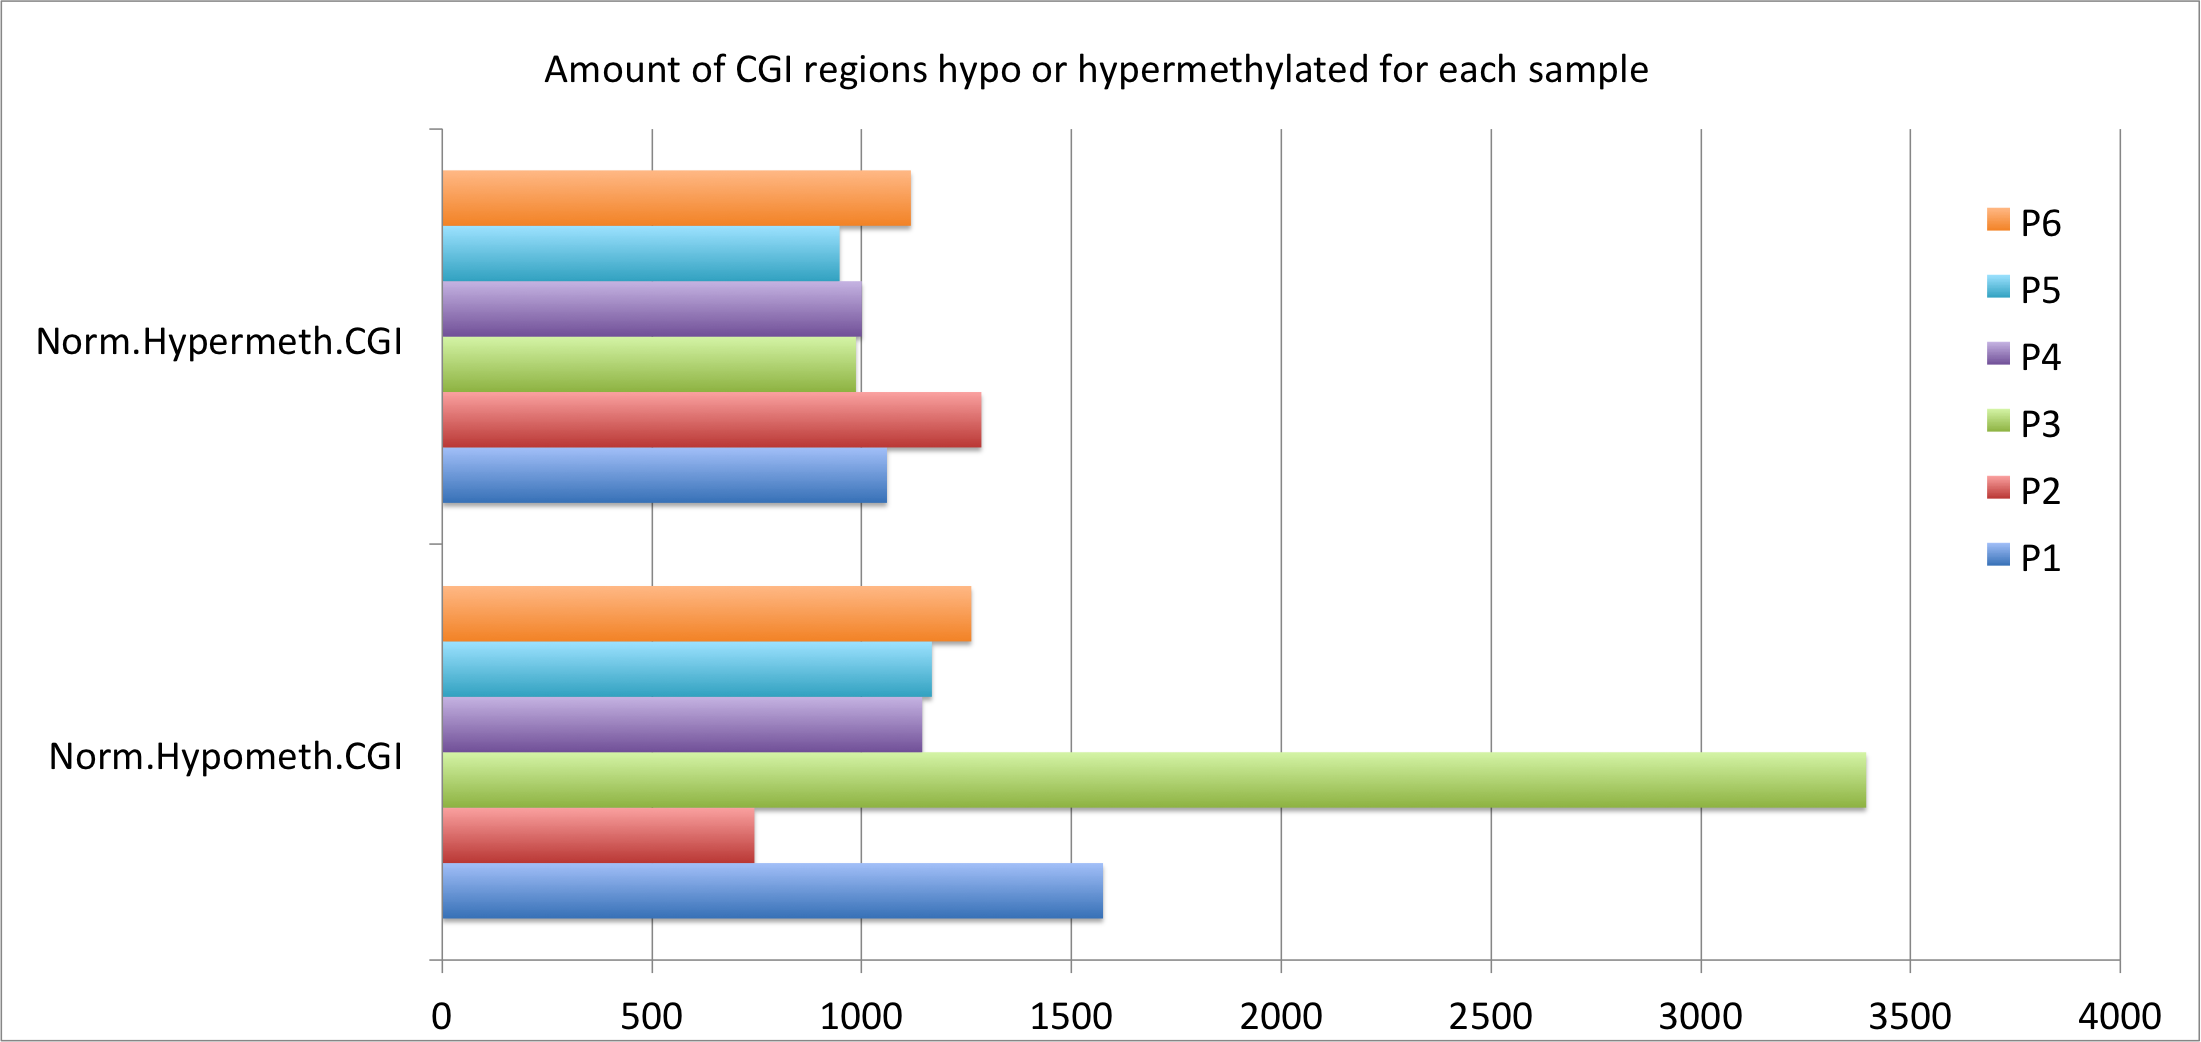 Amount of CGI regions hypo or hypermethylated for each sample
Norm.Hypermeth.CGI
Norm.Hypometh.CGI
P6
P5
P4
P3
P2
P1
0 500 1000 1500 2000 2500 3000 3500 4000